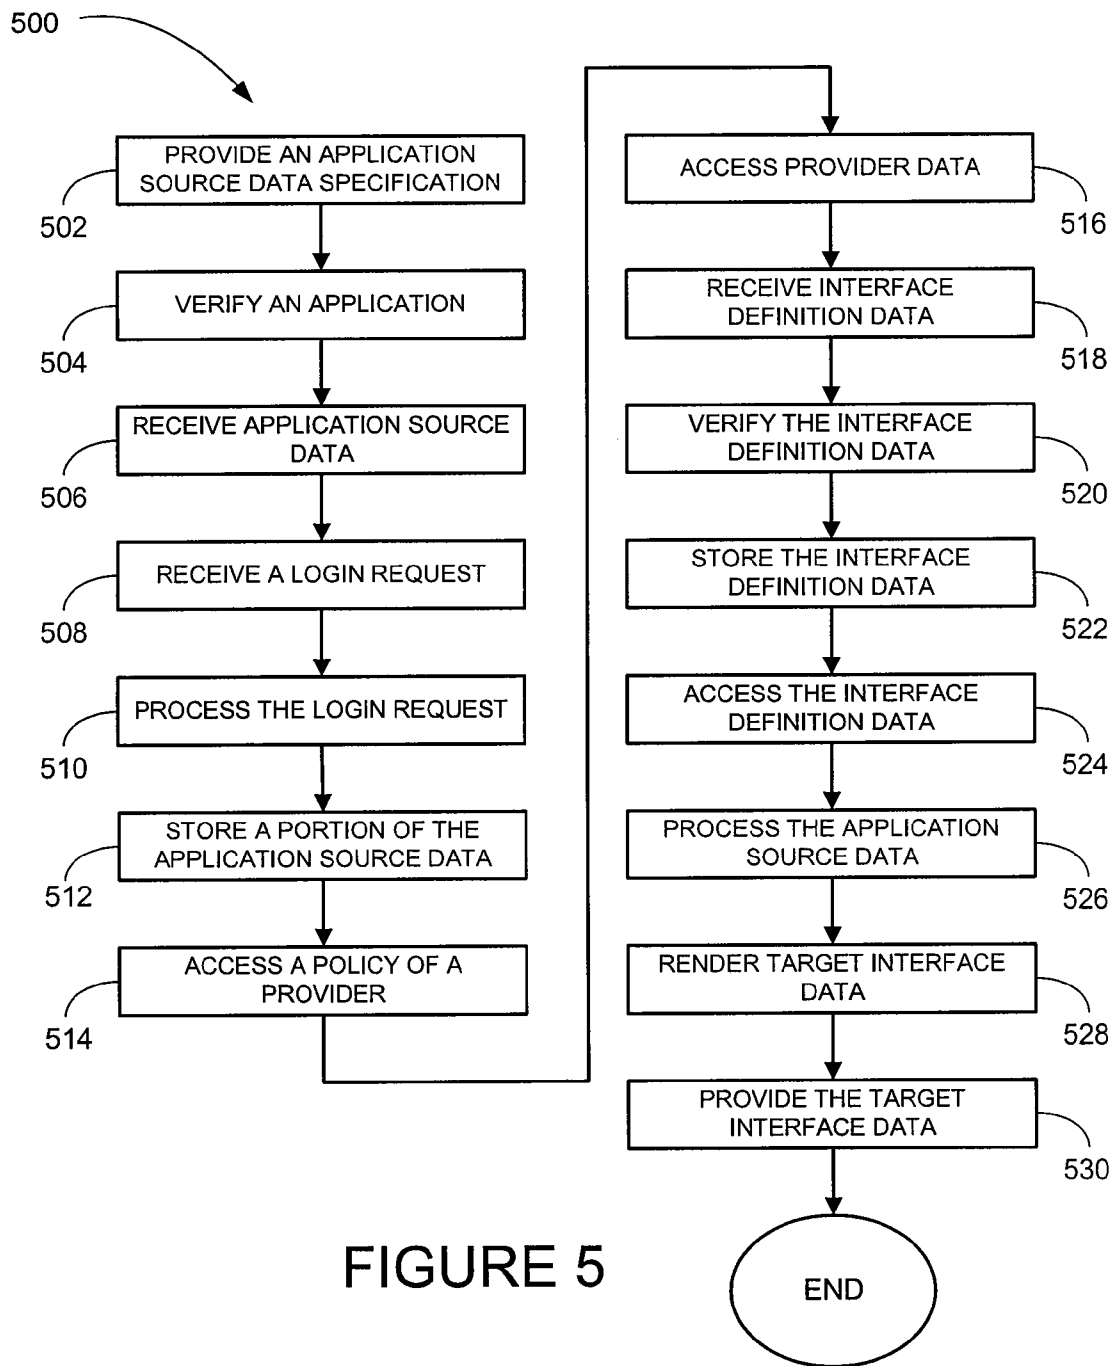 500
PROVIDE AN APPLICATION
SOURCE DATA SPECIFICATION
502
VERIFY AN APPLICATION
504
RECEIVE APPLICATION SOURCE
DATA
506
RECEIVE A LOGIN REQUEST
508
PROCESS THE LOGIN REQUEST
510
STORE A PORTION OF THE
APPLICATION SOURCE DATA
512
ACCESS A POLICY OF A
PROVIDER
514
ACCESS PROVIDER DATA
516
RECEIVE INTERFACE
DEFINITION DATA
518
VERIFY THE INTERFACE
DEFINITION DATA
520
STORE THE INTERFACE
DEFINITION DATA
522
ACCESS THE INTERFACE
DEFINITION DATA
524
PROCESS THE APPLICATION
SOURCE DATA
526
RENDER TARGET INTERFACE
DATA
528
PROVIDE THE TARGET
INTERFACE DATA
530
END
FIGURE 5